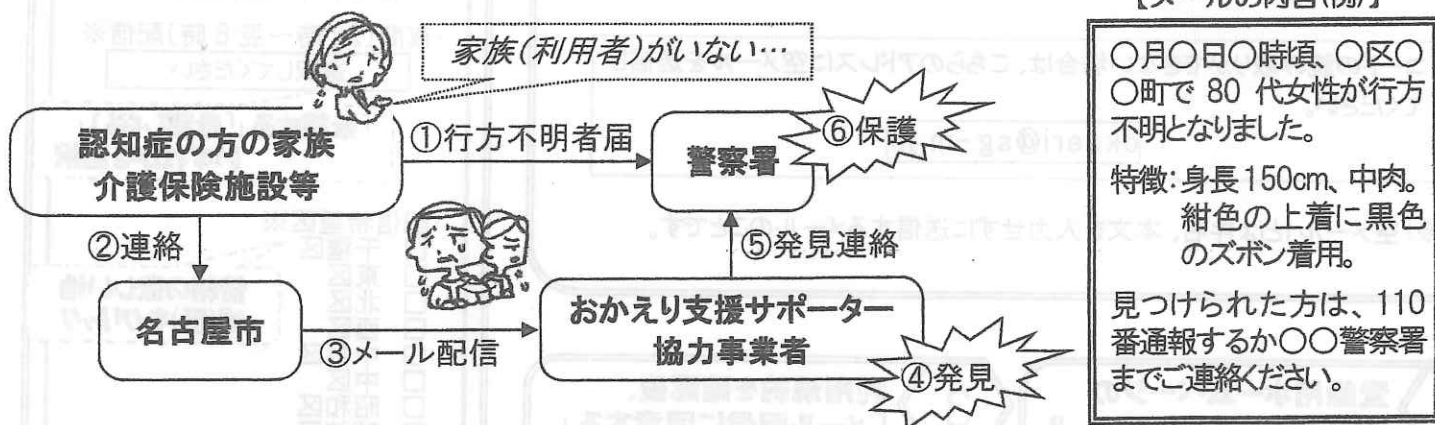 【メールの内容(例)】
家族(利用者)がいない…
認知症の方の家族
介護保険施設等
①行方不明者届
警察署
⑥保護
②連絡
⑤発見連絡
名古屋市
③メール配信
おかえり支援サポーター
協力事業者
④発見
○月○日○時頃、○区○
○町で 80 代女性が行方
不明となりました。
特徴:身長150cm、中肉。
紺色の上着に黒色
のズボン着用。
見つけられた方は、110
番通報するか○○警察署
までご連絡ください。